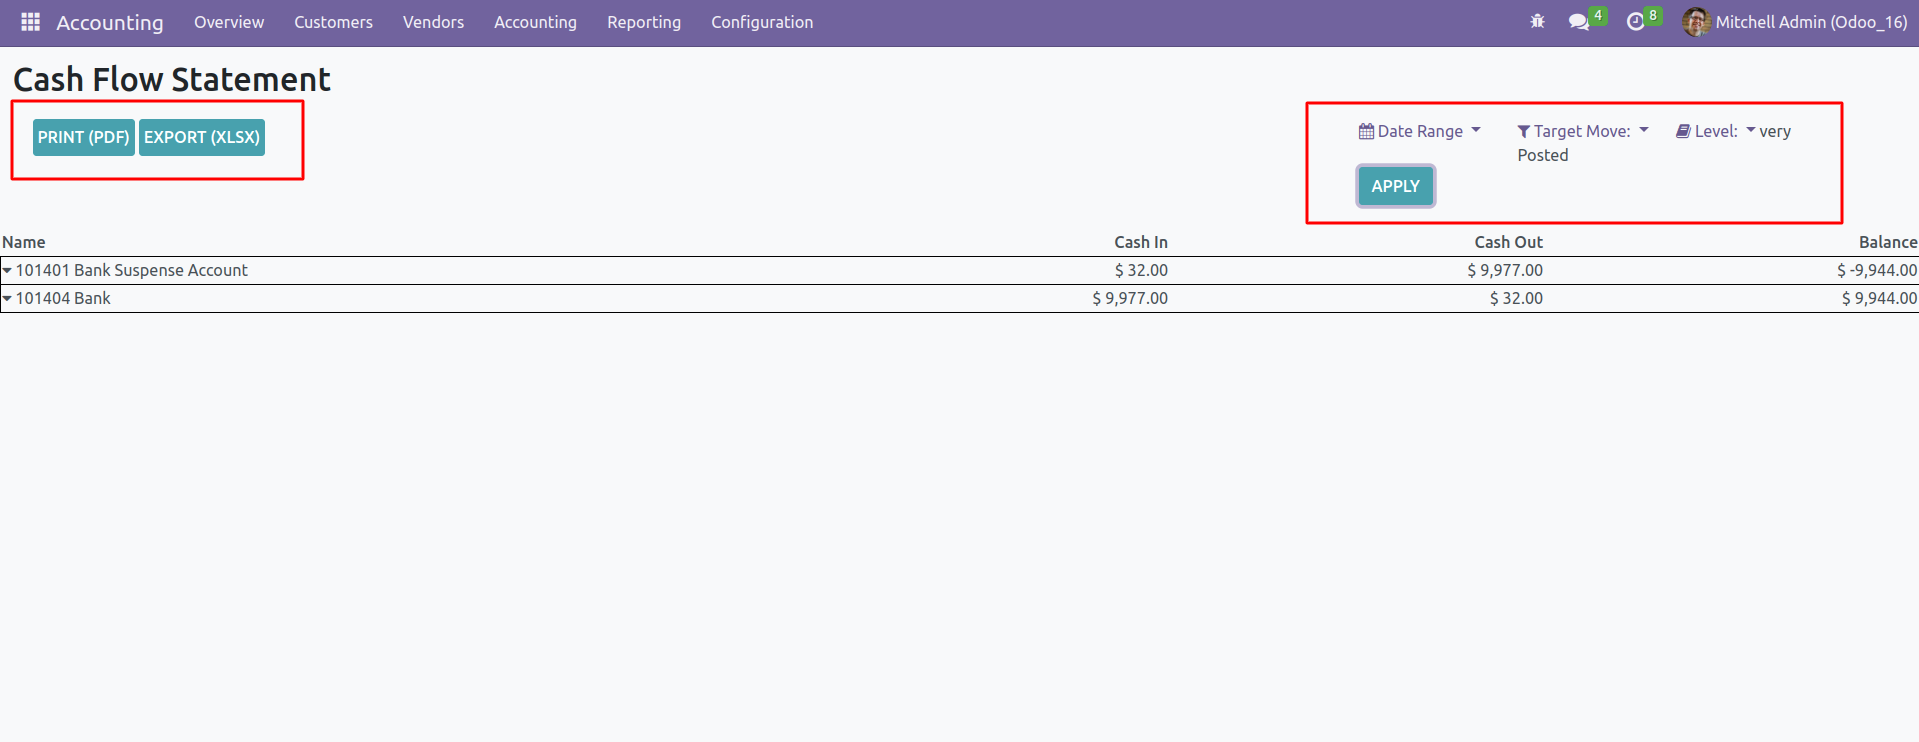 Accounting Overview Customers Vendors Accounting Reporting Configuration 4 8 Mitchell Admin (Odoo_16)
Cash Flow Statement
PRINT (PDF) EXPORT (XLSX)
Date Range Target Move: Level: very
Posted
APPLY
Name Cash In Cash Out Balance
101401 Bank Suspense Account $ 32.00 $ 9,977.00 $ -9,944.00
101404 Bank $ 9,977.00 $ 32.00 $ 9,944.00